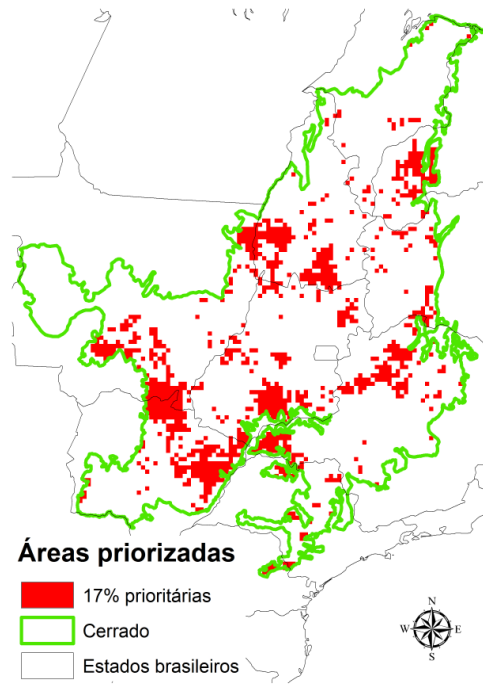 Áreas priorizadas
17% prioritárias
Cerrado
Estados brasileiros
N
W
E
S